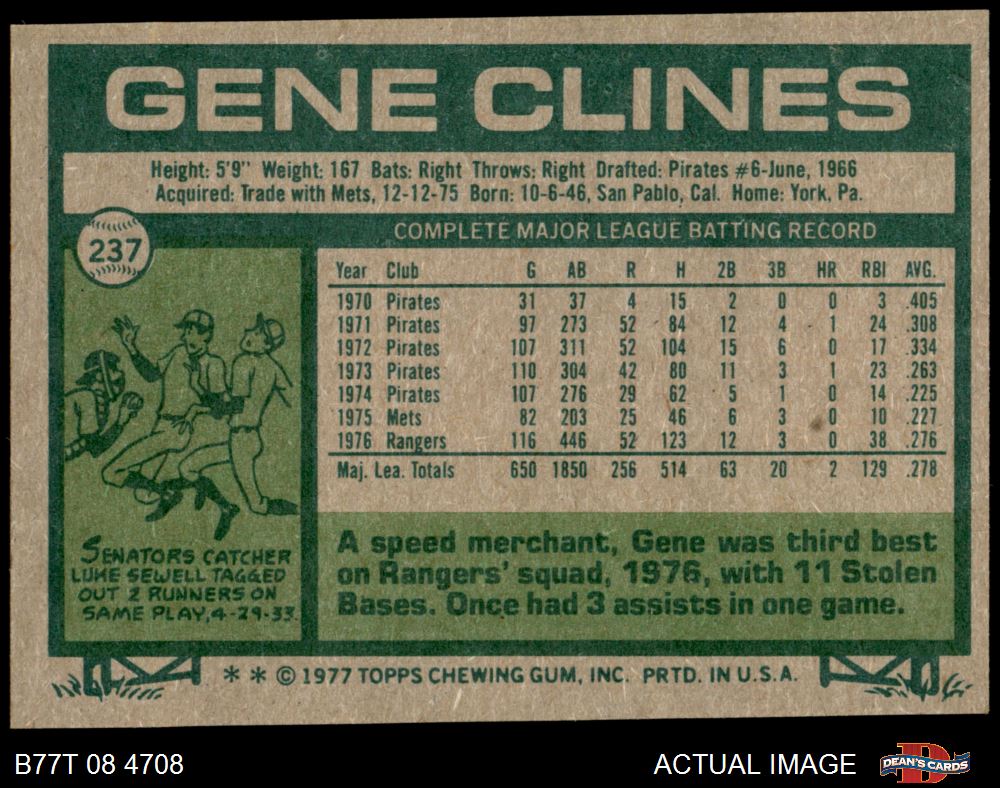 GENE CLINES
Height: 5'9" Weight: 167 Bats: Right Throws: Right Drafted: Pirates #6-June, 1966
Acquired: Trade with Mets, 12-12-75 Born: 10-6-46, San Pablo, Cal. Home: York, Pa.
237
COMPLETE MAJOR LEAGUE BATTING RECORD
Year Club G AB R H 2B 3B HR RBI AVG.
1970 Pirates 31 37 4 15 2 0 0 3 .405
1971 Pirates 97 273 52 84 12 4 1 24 .308
1972 Pirates 107 311 52 104 15 6 0 17 .334
1973 Pirates 110 304 42 80 11 3 1 23 .263
1974 Pirates 107 276 29 62 5 1 0 14 .225
1975 Mets 82 203 25 46 6 3 0 10 .227
1976 Rangers 116 446 52 123 12 3 0 38 .276
Maj. Lea. Totals 650 1850 256 514 63 20 2 129 .278
SENATORS CATCHER
LUKE SEWELL TAGGED
OUT 2 RUNNERS ON
SAME PLAY, 4-29-33.
A speed merchant, Gene was third best
on Rangers' squad, 1976, with 11 Stolen
Bases. Once had 3 assists in one game.
** © 1977 TOPPS CHEWING GUM, INC. PRTD. IN U.S.A.
B77T 08 4708
ACTUAL IMAGE
D
DEAN'S CARDS